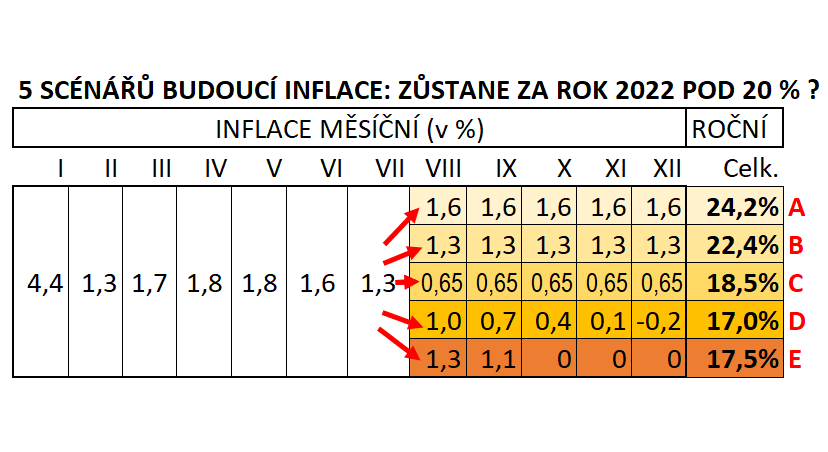 5 SCÉNÁŘŮ BUDOUCÍ INFLACE: ZŮSTANE ZA ROK 2022 POD 20 % ?
INFLACE MĚSÍČNÍ (v %) ROČNÍ
I II III IV V VI VII VIII IX X XI XII Celk.
1,6 1,6 1,6 1,6 1,6 24,2% A
1,3 1,3 1,3 1,3 1,3 22,4% B
4,4 1,3 1,7 1,8 1,8 1,6 1,3 0,65 0,65 0,65 0,65 0,65 18,5% C
1,0 0,7 0,4 0,1 -0,2 17,0% D
1,3 1,1 0 0 0 17,5% E